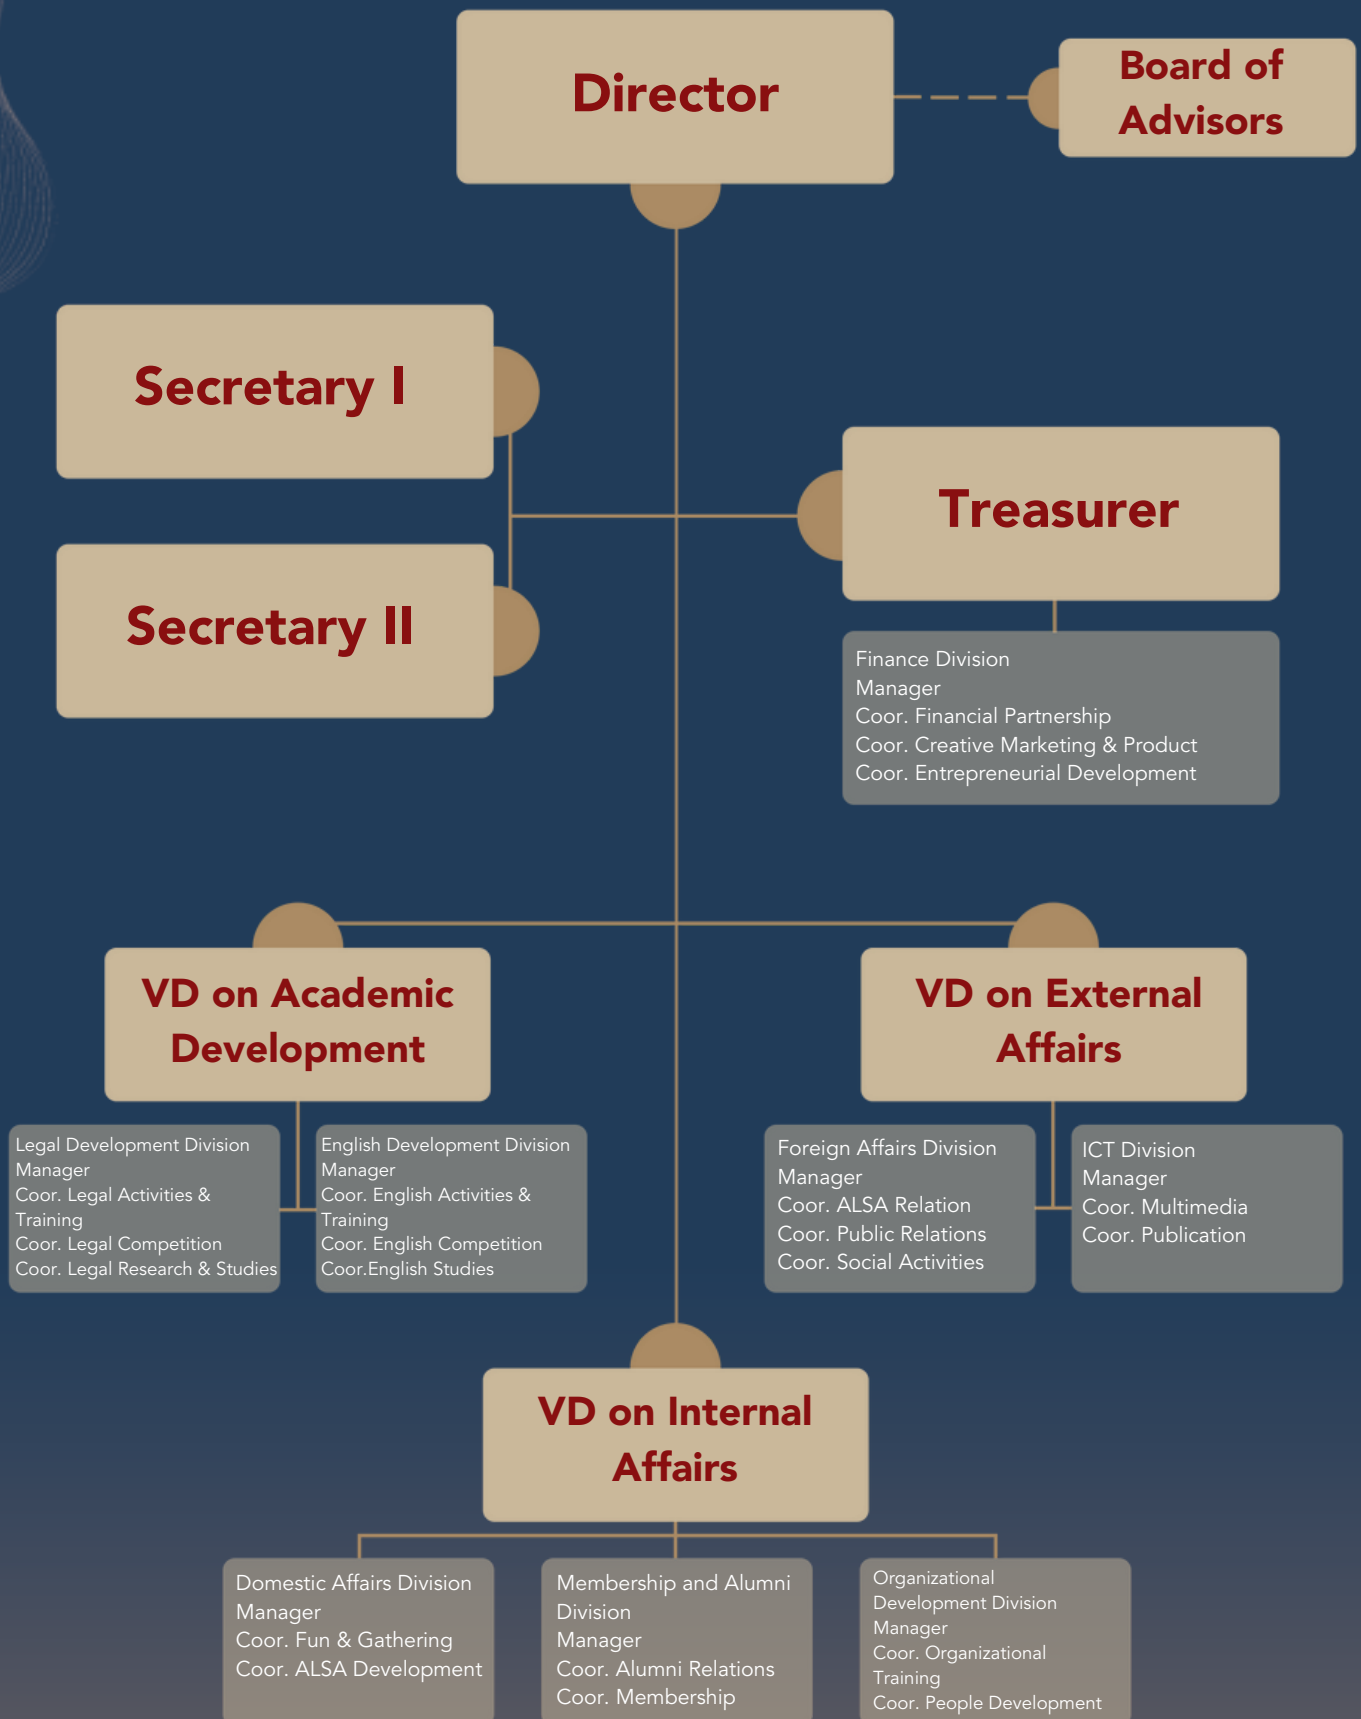 Director
Board of
Advisors
Secretary I
Treasurer
Secretary II
Finance Division
Manager
Coor. Financial Partnership
Coor. Creative Marketing & Product
Coor. Entrepreneurial Development
VD on Academic
Development
VD on External
Affairs
Legal Development Division
Manager
Coor. Legal Activities &
Training
Coor. Legal Competition
Coor. Legal Research & Studies
English Development Division
Manager
Coor. English Activities &
Training
Coor. English Competition
Coor.English Studies
Foreign Affairs Division
Manager
Coor. ALSA Relation
Coor. Public Relations
Coor. Social Activities
ICT Division
Manager
Coor. Multimedia
Coor. Publication
VD on Internal
Affairs
Domestic Affairs Division
Manager
Coor. Fun & Gathering
Coor. ALSA Development
Membership and Alumni
Division
Manager
Coor. Alumni Relations
Coor. Membership
Organizational
Development Division
Manager
Coor. Organizational
Training
Coor. People Development